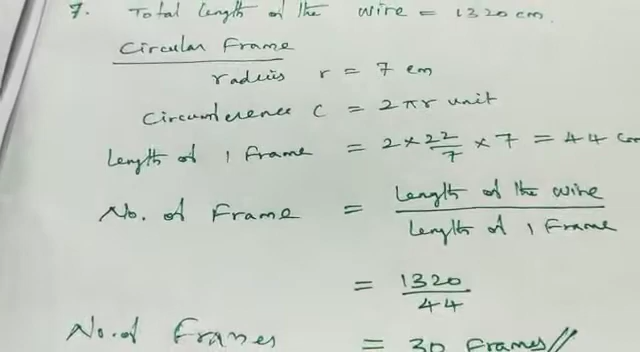 7. Total length of the wire = 1320 cm.
Circular Frame
radius r = 7 cm
Circumference C = 2πr unit
Length of 1 Frame = 2 × 22/7 × 7 = 44 cm
No. of Frame = Length of the wire / Length of 1 Frame
= 1320/44
No. of Frames = 30 Frames//